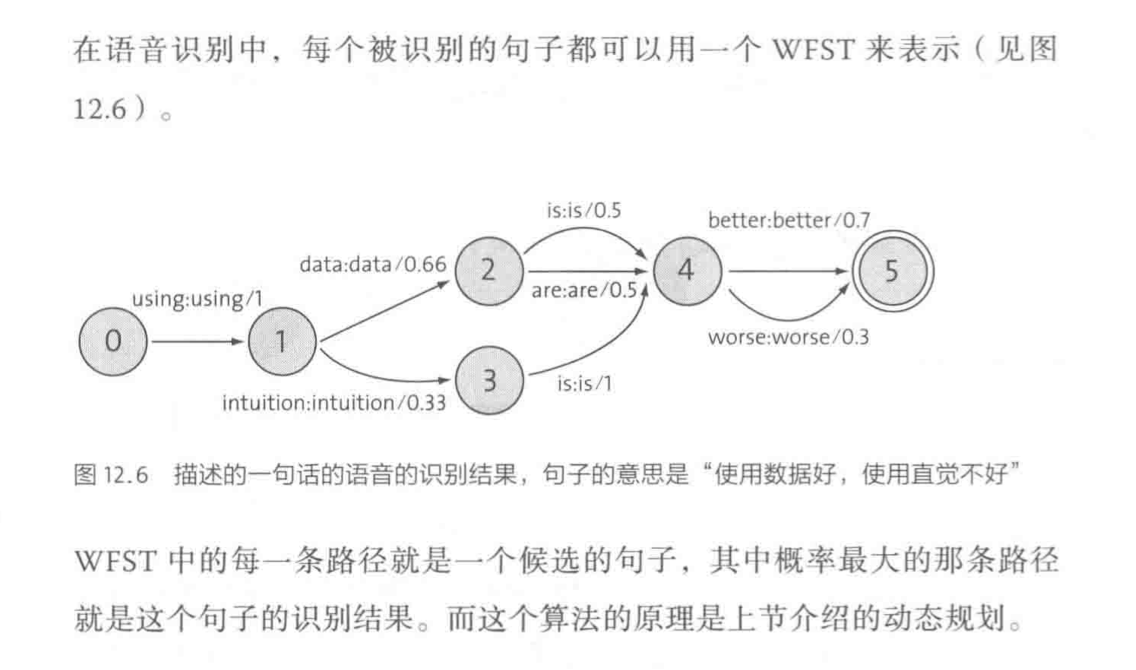 在语音识别中，每个被识别的句子都可以用一个 WFST 来表示（见图
12.6）。
is:is/0.5
better:better/0.7
data:data/0.66
2
4
5
are:are/0.5
using:using/1
0
1
worse:worse/0.3
3
is:is/1
intuition:intuition/0.33
图 12.6 描述的一句话的语音的识别结果，句子的意思是“使用数据好，使用直觉不好”
WFST 中的每一条路径就是一个候选的句子，其中概率最大的那条路径
就是这个句子的识别结果。而这个算法的原理是上节介绍的动态规划。